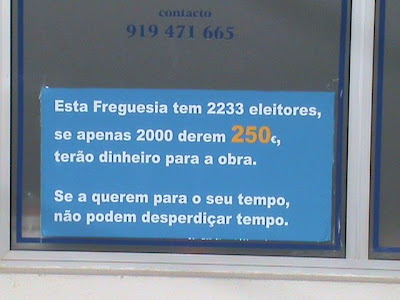 contacto
919 471 665
Esta Freguesia tem 2233 eleitores,
se apenas 2000 derem 250€,
terão dinheiro para a obra.
Se a querem para o seu tempo,
não podem desperdiçar tempo.